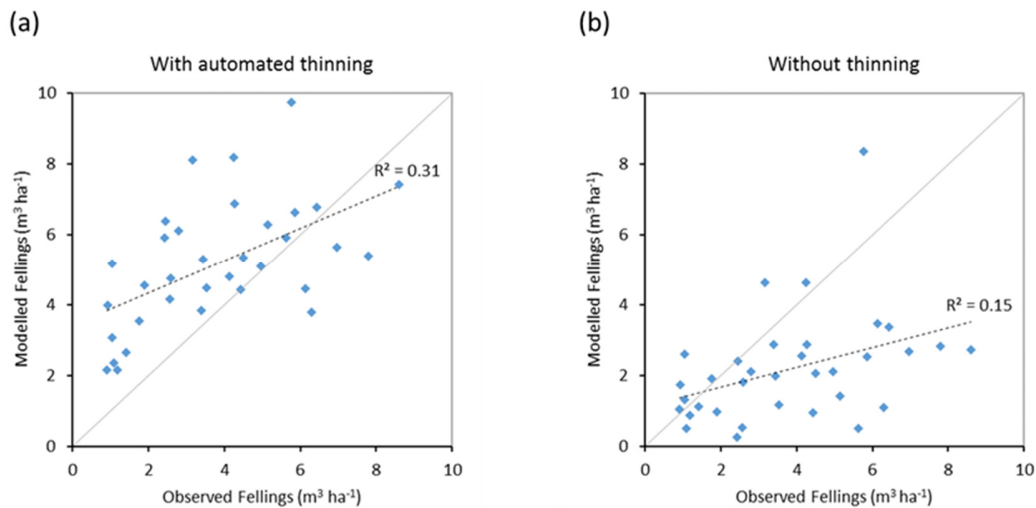 (a)
With automated thinning
10
8
6
4
2
0
0 2 4 6 8 10
Modelled Fellings (m³ ha⁻¹)
Observed Fellings (m³ ha⁻¹)
R² = 0.31
(b)
Without thinning
10
8
6
4
2
0
0 2 4 6 8 10
Modelled Fellings (m³ ha⁻¹)
Observed Fellings (m³ ha⁻¹)
R² = 0.15